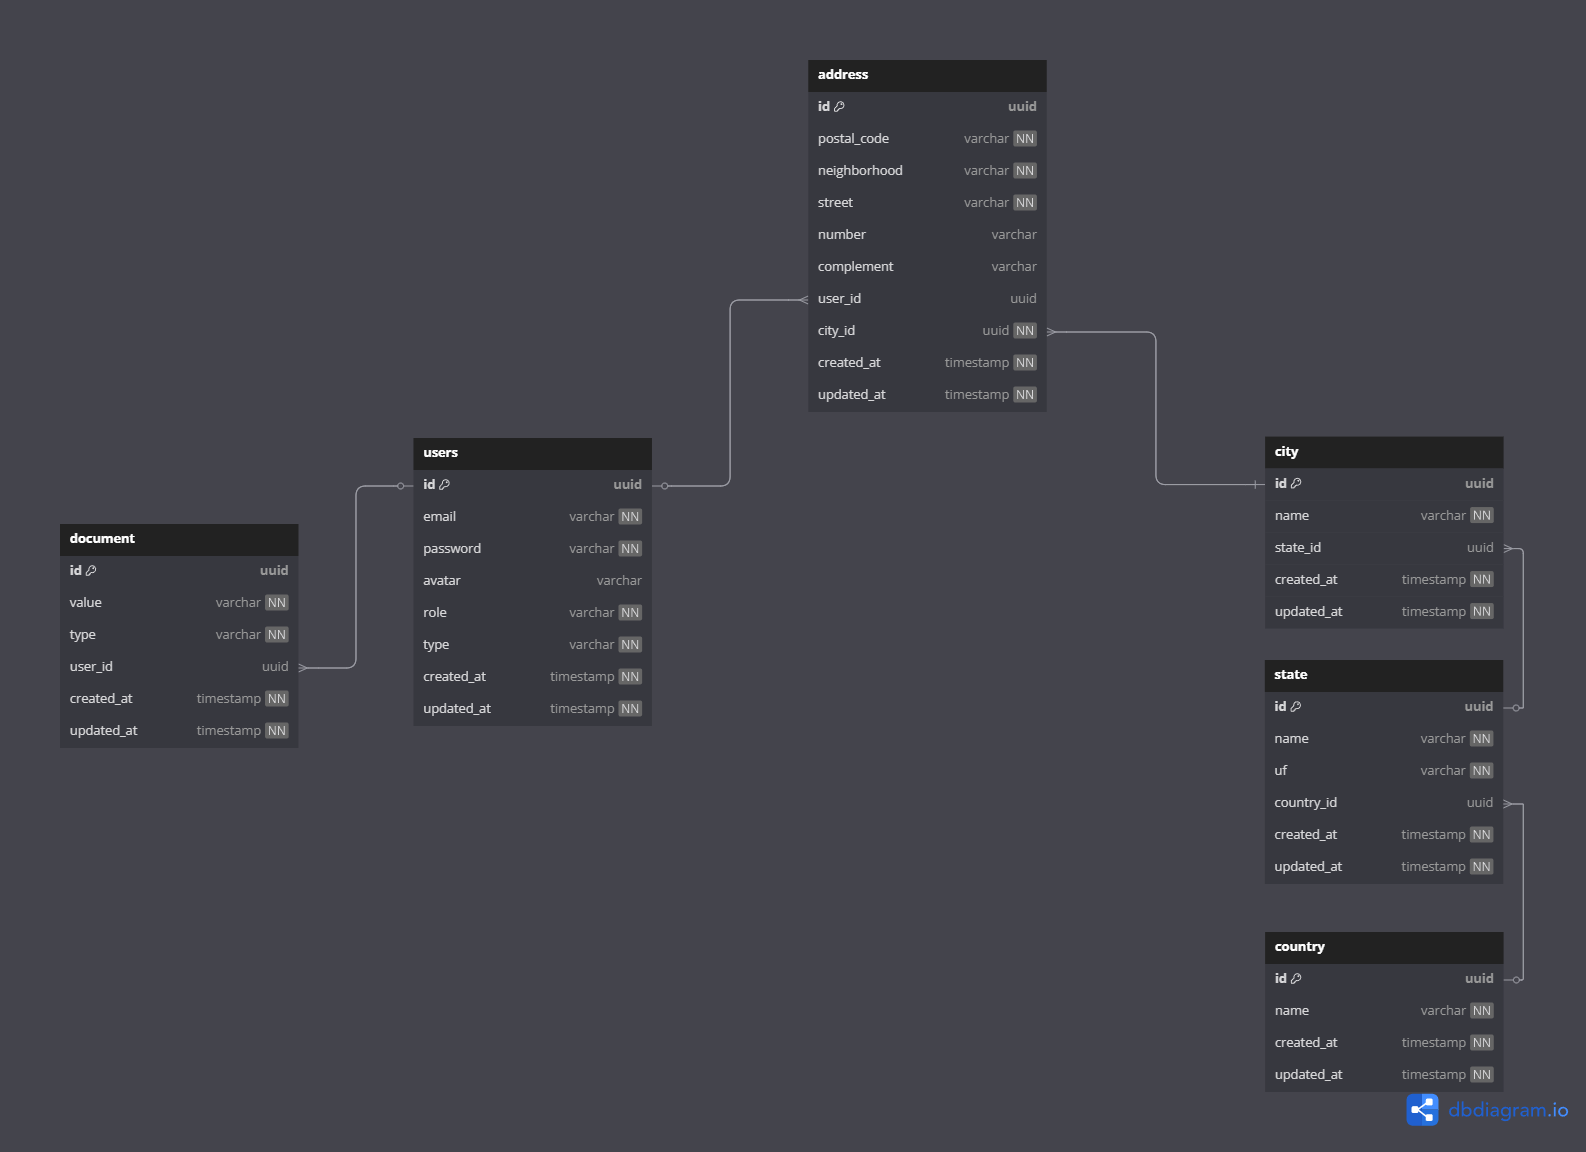 address
id uuid
postal_code varchar NN
neighborhood varchar NN
street varchar NN
number varchar
complement varchar
user_id uuid
city_id uuid NN
created_at timestamp NN
updated_at timestamp NN
users
id uuid
email varchar NN
password varchar NN
avatar varchar
role varchar NN
type varchar NN
created_at timestamp NN
updated_at timestamp NN
document
id uuid
value varchar NN
type varchar NN
user_id uuid
created_at timestamp NN
updated_at timestamp NN
city
id uuid
name varchar NN
state_id uuid
created_at timestamp NN
updated_at timestamp NN
state
id uuid
name varchar NN
uf varchar NN
country_id uuid
created_at timestamp NN
updated_at timestamp NN
country
id uuid
name varchar NN
created_at timestamp NN
updated_at timestamp NN
dbdiagram.io